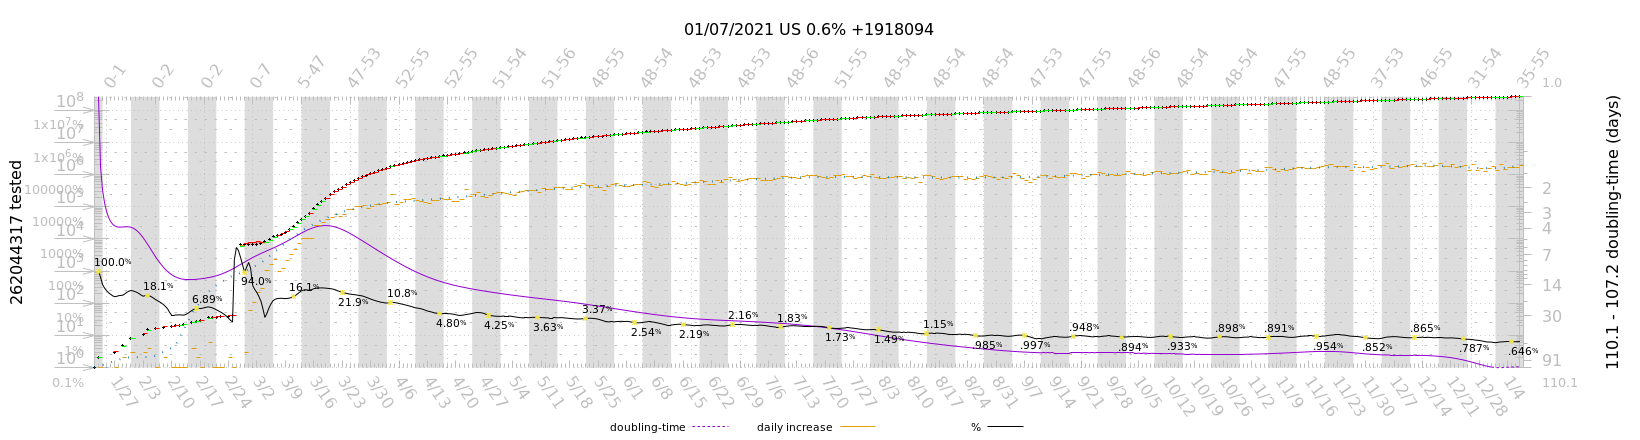 01/07/2021 US 0.6% +1918094
0-1 0-2 0-2 0-7 5-47 47-53 52-55 52-55 51-54 51-56 48-55 48-54 48-53 48-53 48-56 51-55 48-54 48-54 48-54 47-53 47-55 48-56 48-54 48-54 47-55 48-55 37-53 46-55 31-54 35-55
262044317 tested
10⁸
1x10⁷%
10⁷
1x10⁶%
10⁶
100000%
10⁵
10000%
10⁴
1000%
10³
100%
10²
10%
10¹
1%
10⁰
0.1%
100.0% 18.1% 6.89% 94.0% 16.1% 21.9% 10.8% 4.80% 4.25% 3.63% 3.37% 2.54% 2.19% 2.16% 1.83% 1.73% 1.49% 1.15% .985% .997% .948% .894% .933% .898% .891% .954% .852% .865% .787% .646%
1.0
2
3
4
7
14
30
91
110.1
110.1 - 107.2 doubling-time (days)
1/27 2/3 2/10 2/17 2/24 3/2 3/9 3/16 3/23 3/30 4/6 4/13 4/20 4/27 5/4 5/11 5/18 5/25 6/1 6/8 6/15 6/22 6/29 7/6 7/13 7/20 7/27 8/3 8/10 8/17 8/24 8/31 9/7 9/14 9/21 9/28 10/5 10/12 10/19 10/26 11/2 11/9 11/16 11/23 11/30 12/7 12/14 12/21 12/28 1/4
doubling-time daily increase %